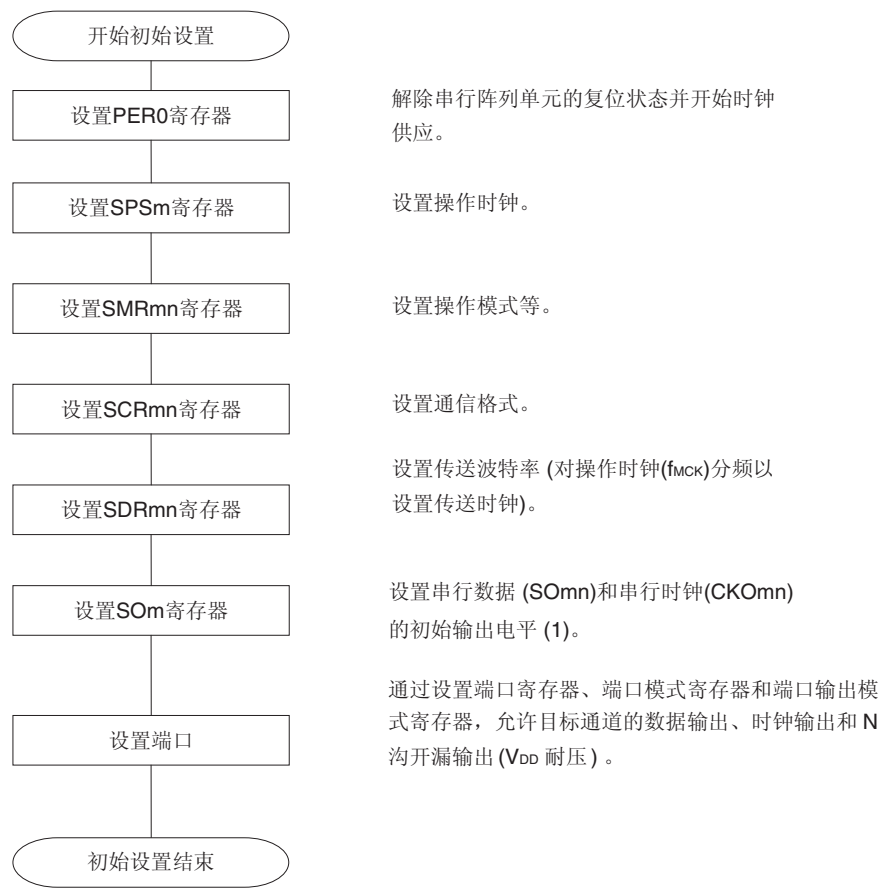 开始初始设置
设置PER0寄存器
解除串行阵列单元的复位状态并开始时钟
供应。
设置SPSm寄存器
设置操作时钟。
设置SMRmn寄存器
设置操作模式等。
设置SCRmn寄存器
设置通信格式。
设置SDRmn寄存器
设置传送波特率 (对操作时钟(fMCK)分频以
设置传送时钟)。
设置SOm寄存器
设置串行数据 (SOmn)和串行时钟(CKOmn)
的初始输出电平 (1)。
设置端口
通过设置端口寄存器、端口模式寄存器和端口输出模
式寄存器，允许目标通道的数据输出、时钟输出和 N
沟开漏输出 (VDD 耐压) 。
初始设置结束